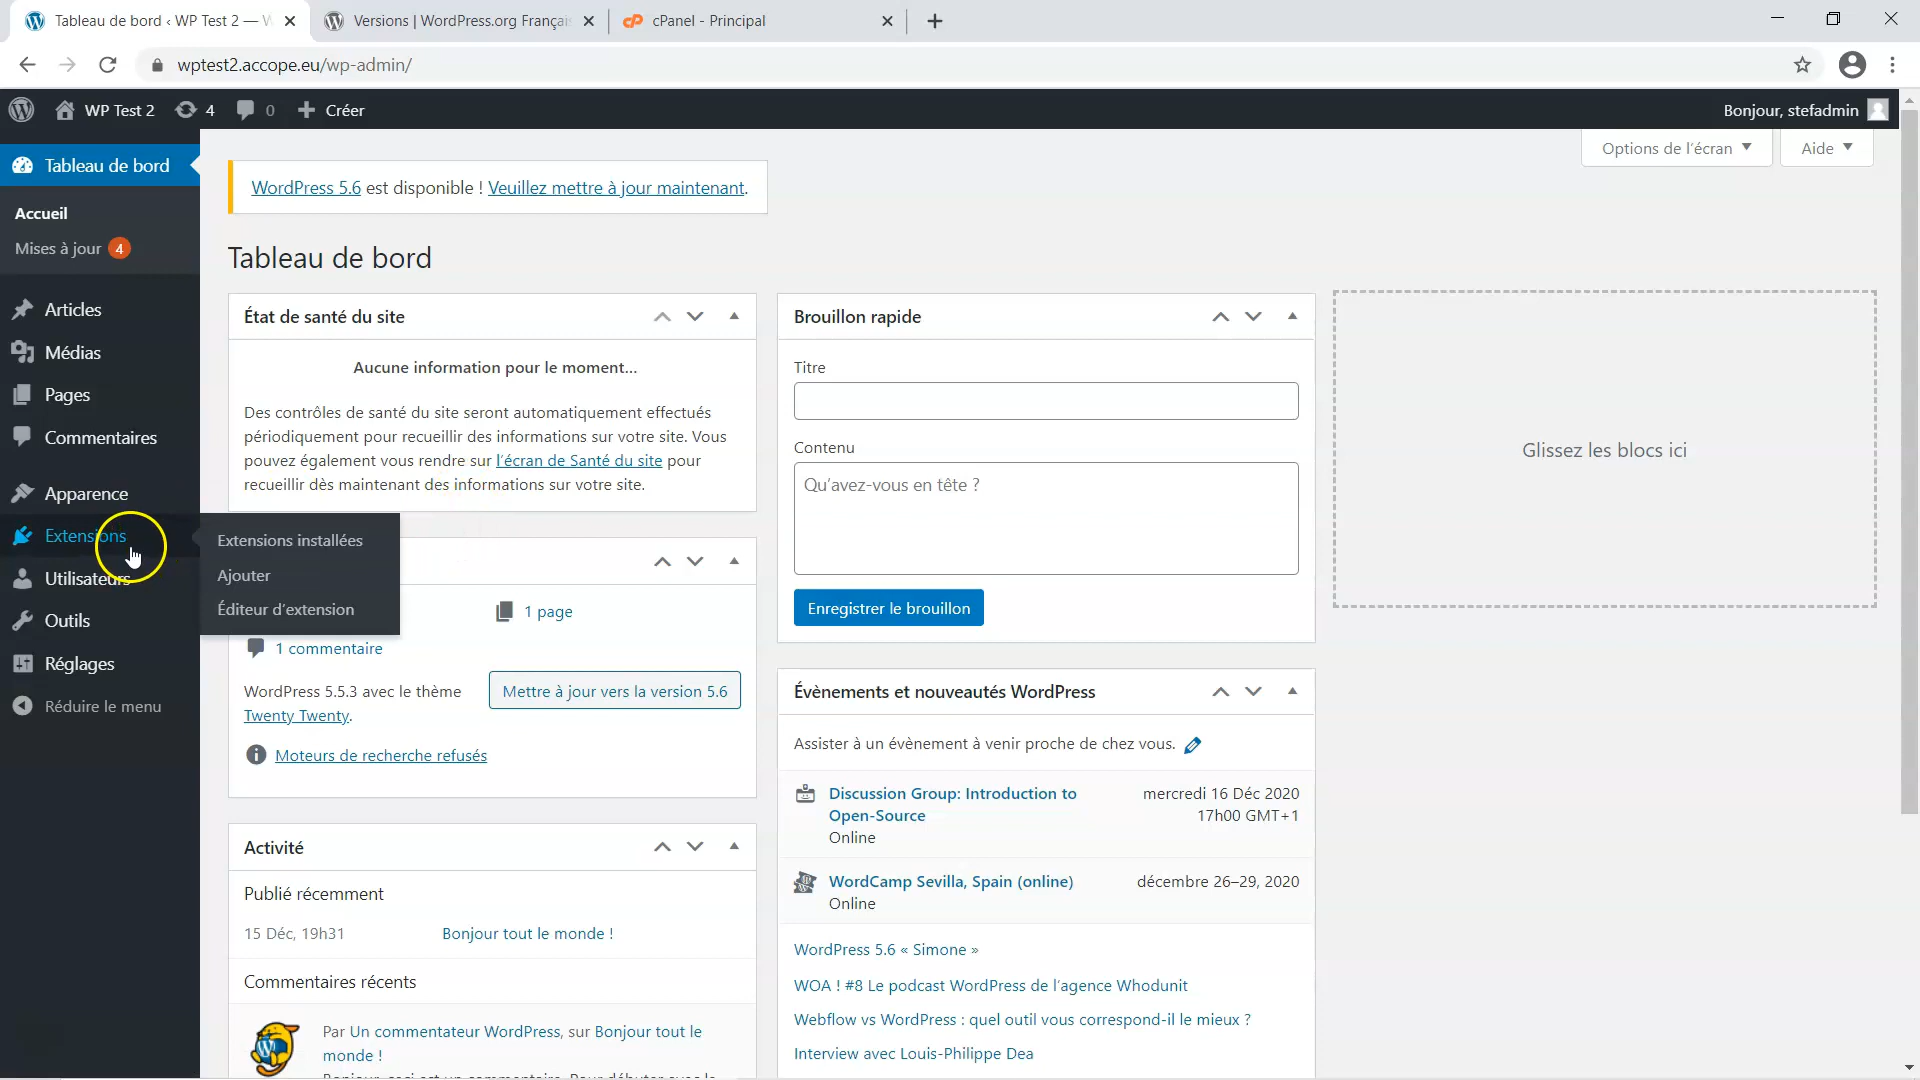 Tableau de bord ‹ WP Test 2 — W
Versions | WordPress.org França
cPanel - Principal
wptest2.accope.eu/wp-admin/
WP Test 2
4
0
Créer
Bonjour, stefadmin
Tableau de bord
Accueil
Mises à jour 4
Articles
Médias
Pages
Commentaires
Apparence
Extensions
Utilisateurs
Outils
Réglages
Réduire le menu
Extensions installées
Ajouter
Éditeur d'extension
Options de l'écran
Aide
WordPress 5.6 est disponible ! Veuillez mettre à jour maintenant.
Tableau de bord
État de santé du site
Aucune information pour le moment…
Des contrôles de santé du site seront automatiquement effectués
périodiquement pour recueillir des informations sur votre site. Vous
pouvez également vous rendre sur l'écran de Santé du site pour
recueillir dès maintenant des informations sur votre site.
1 page
1 commentaire
WordPress 5.5.3 avec le thème
Twenty Twenty.
Mettre à jour vers la version 5.6
Moteurs de recherche refusés
Activité
Publié récemment
15 Déc, 19h31
Bonjour tout le monde !
Commentaires récents
Par Un commentateur WordPress, sur Bonjour tout le
monde !
Brouillon rapide
Titre
Contenu
Qu'avez-vous en tête ?
Enregistrer le brouillon
Évènements et nouveautés WordPress
Assister à un évènement à venir proche de chez vous.
Discussion Group: Introduction to
Open-Source
Online
mercredi 16 Déc 2020
17h00 GMT+1
WordCamp Sevilla, Spain (online)
Online
décembre 26–29, 2020
WordPress 5.6 « Simone »
WOA ! #8 Le podcast WordPress de l'agence Whodunit
Webflow vs WordPress : quel outil vous correspond-il le mieux ?
Interview avec Louis-Philippe Dea
Glissez les blocs ici